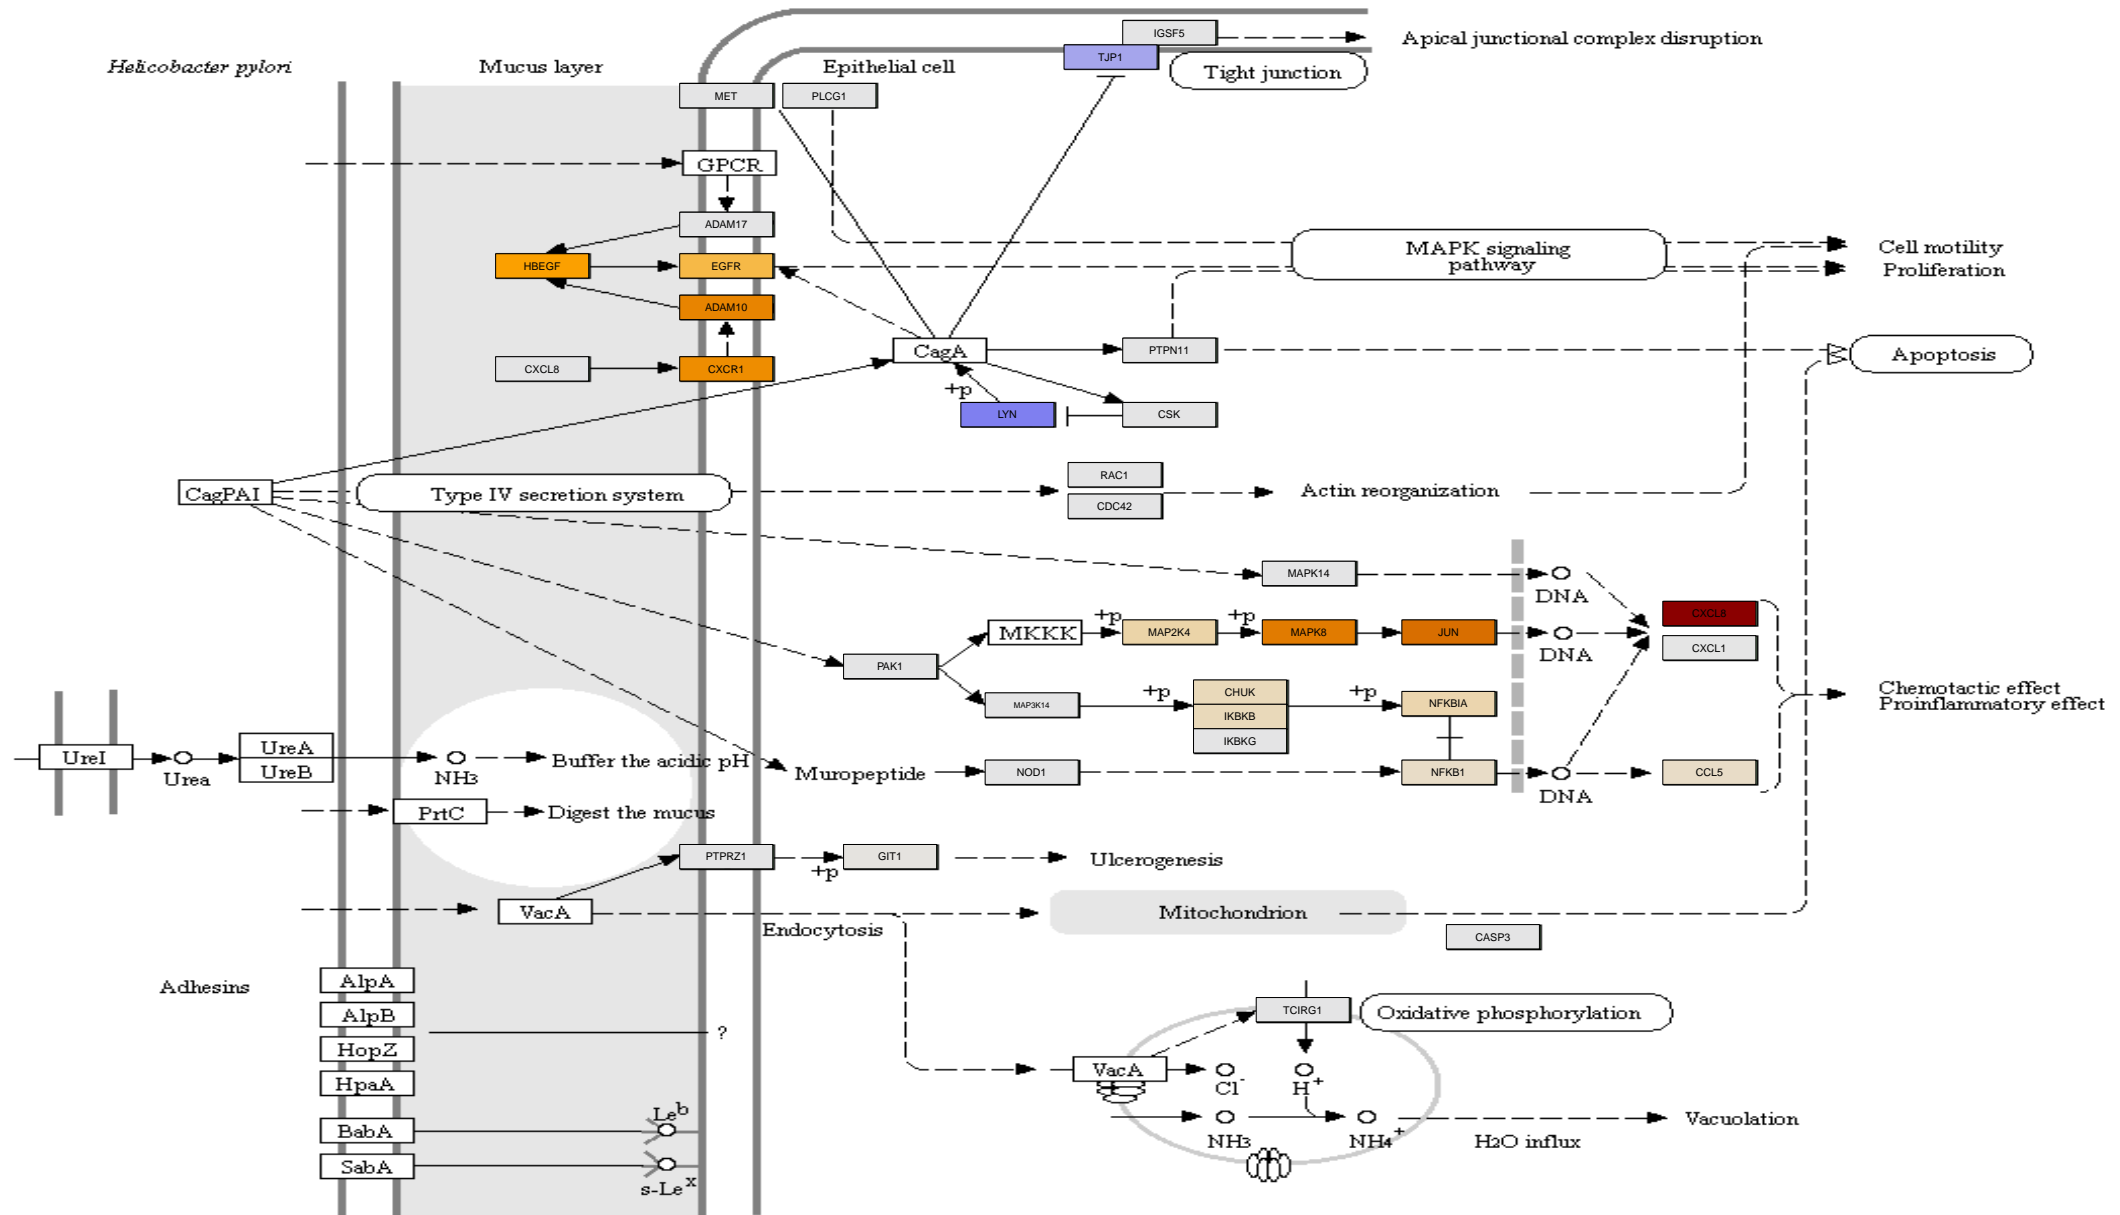 IGSF5
Apical junctional complex disruption
TJP1
Helicobacter pylori
Mucus layer
Epithelial cell
Tight junction
MET
PLCG1
GPCR
ADAM17
MAPK signaling
pathway
Cell motility
Proliferation
HBEGF
EGFR
ADAM10
CagA
PTPN11
Apoptosis
CXCL8
CXCR1
+p
LYN
CSK
CagPAI
Type IV secretion system
RAC1
CDC42
Actin reorganization
MAPK14
DNA
CXCL8
+p
+p
MKKK
MAP2K4
MAPK8
JUN
DNA
CXCL1
PAK1
+p
+p
CHUK
MAP3K14
NFKBIA
IKBKB
IKBKG
Chemotactic effect
Proinflammatory effect
UreI
Urea
UreA
UreB
NH3
Buffer the acidic pH
Muropeptide
NOD1
NFKB1
DNA
CCL5
PrtC
Digest the mucus
PTPRZ1
+p
GIT1
Ulcerogenesis
VacA
Endocytosis
Mitochondrion
CASP3
Adhesins
AlpA
AlpB
HopZ
HpaA
BabA
SabA
?
Leb
s-Lex
TCIRG1
Oxidative phosphorylation
VacA
Cl-
H+
NH3
NH4+
H2O influx
Vacuolation